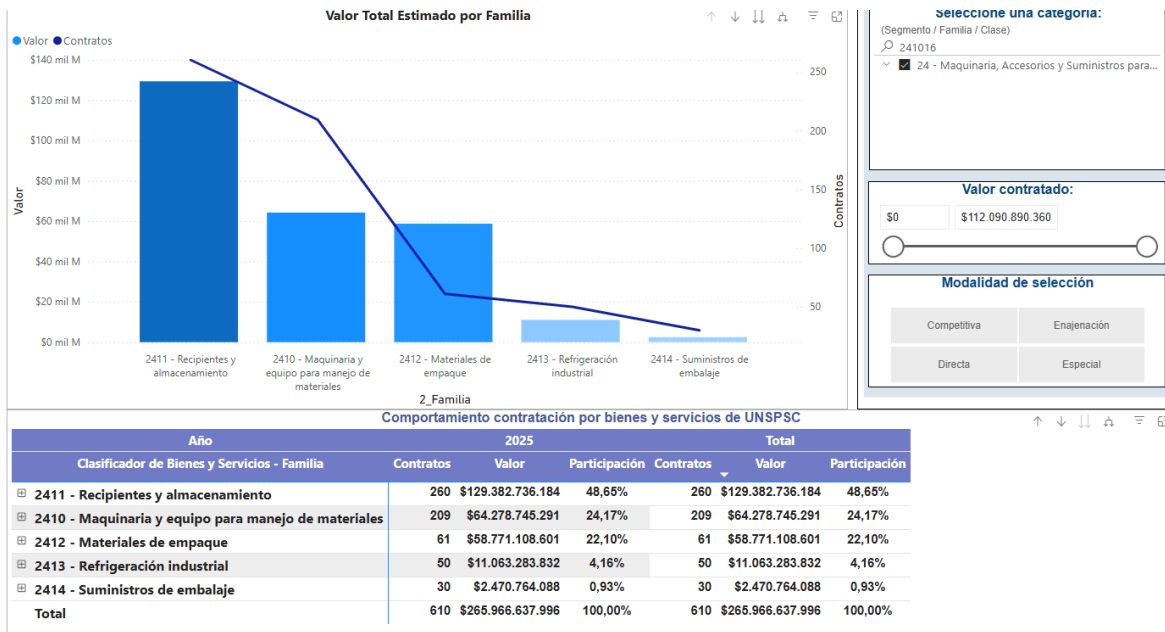 Valor Total Estimado por Familia
Valor Contratos
$140 mil M
$120 mil M
$100 mil M
$80 mil M
$60 mil M
$40 mil M
$20 mil M
$0 mil M
Valor
250
200
150
100
50
Contratos
2411 - Recipientes y
almacenamiento
2410 - Maquinaria y
equipo para manejo de
materiales
2412 - Materiales de
empaque
2413 - Refrigeración
industrial
2414 - Suministros de
embalaje
2_Familia
Seleccione una categoría:
(Segmento / Familia / Clase)
241016
24 - Maquinaria, Accesorios y Suministros para...
Valor contratado:
$0 $112.090.890.360
Modalidad de selección
Competitiva Enajenación
Directa Especial
Comportamiento contratación por bienes y servicios de UNSPSC
Año 2025 Total
Clasificador de Bienes y Servicios - Familia Contratos Valor Participación Contratos Valor Participación
2411 - Recipientes y almacenamiento 260 $129.382.736.184 48,65% 260 $129.382.736.184 48,65%
2410 - Maquinaria y equipo para manejo de materiales 209 $64.278.745.291 24,17% 209 $64.278.745.291 24,17%
2412 - Materiales de empaque 61 $58.771.108.601 22,10% 61 $58.771.108.601 22,10%
2413 - Refrigeración industrial 50 $11.063.283.832 4,16% 50 $11.063.283.832 4,16%
2414 - Suministros de embalaje 30 $2.470.764.088 0,93% 30 $2.470.764.088 0,93%
Total 610 $265.966.637.996 100,00% 610 $265.966.637.996 100,00%